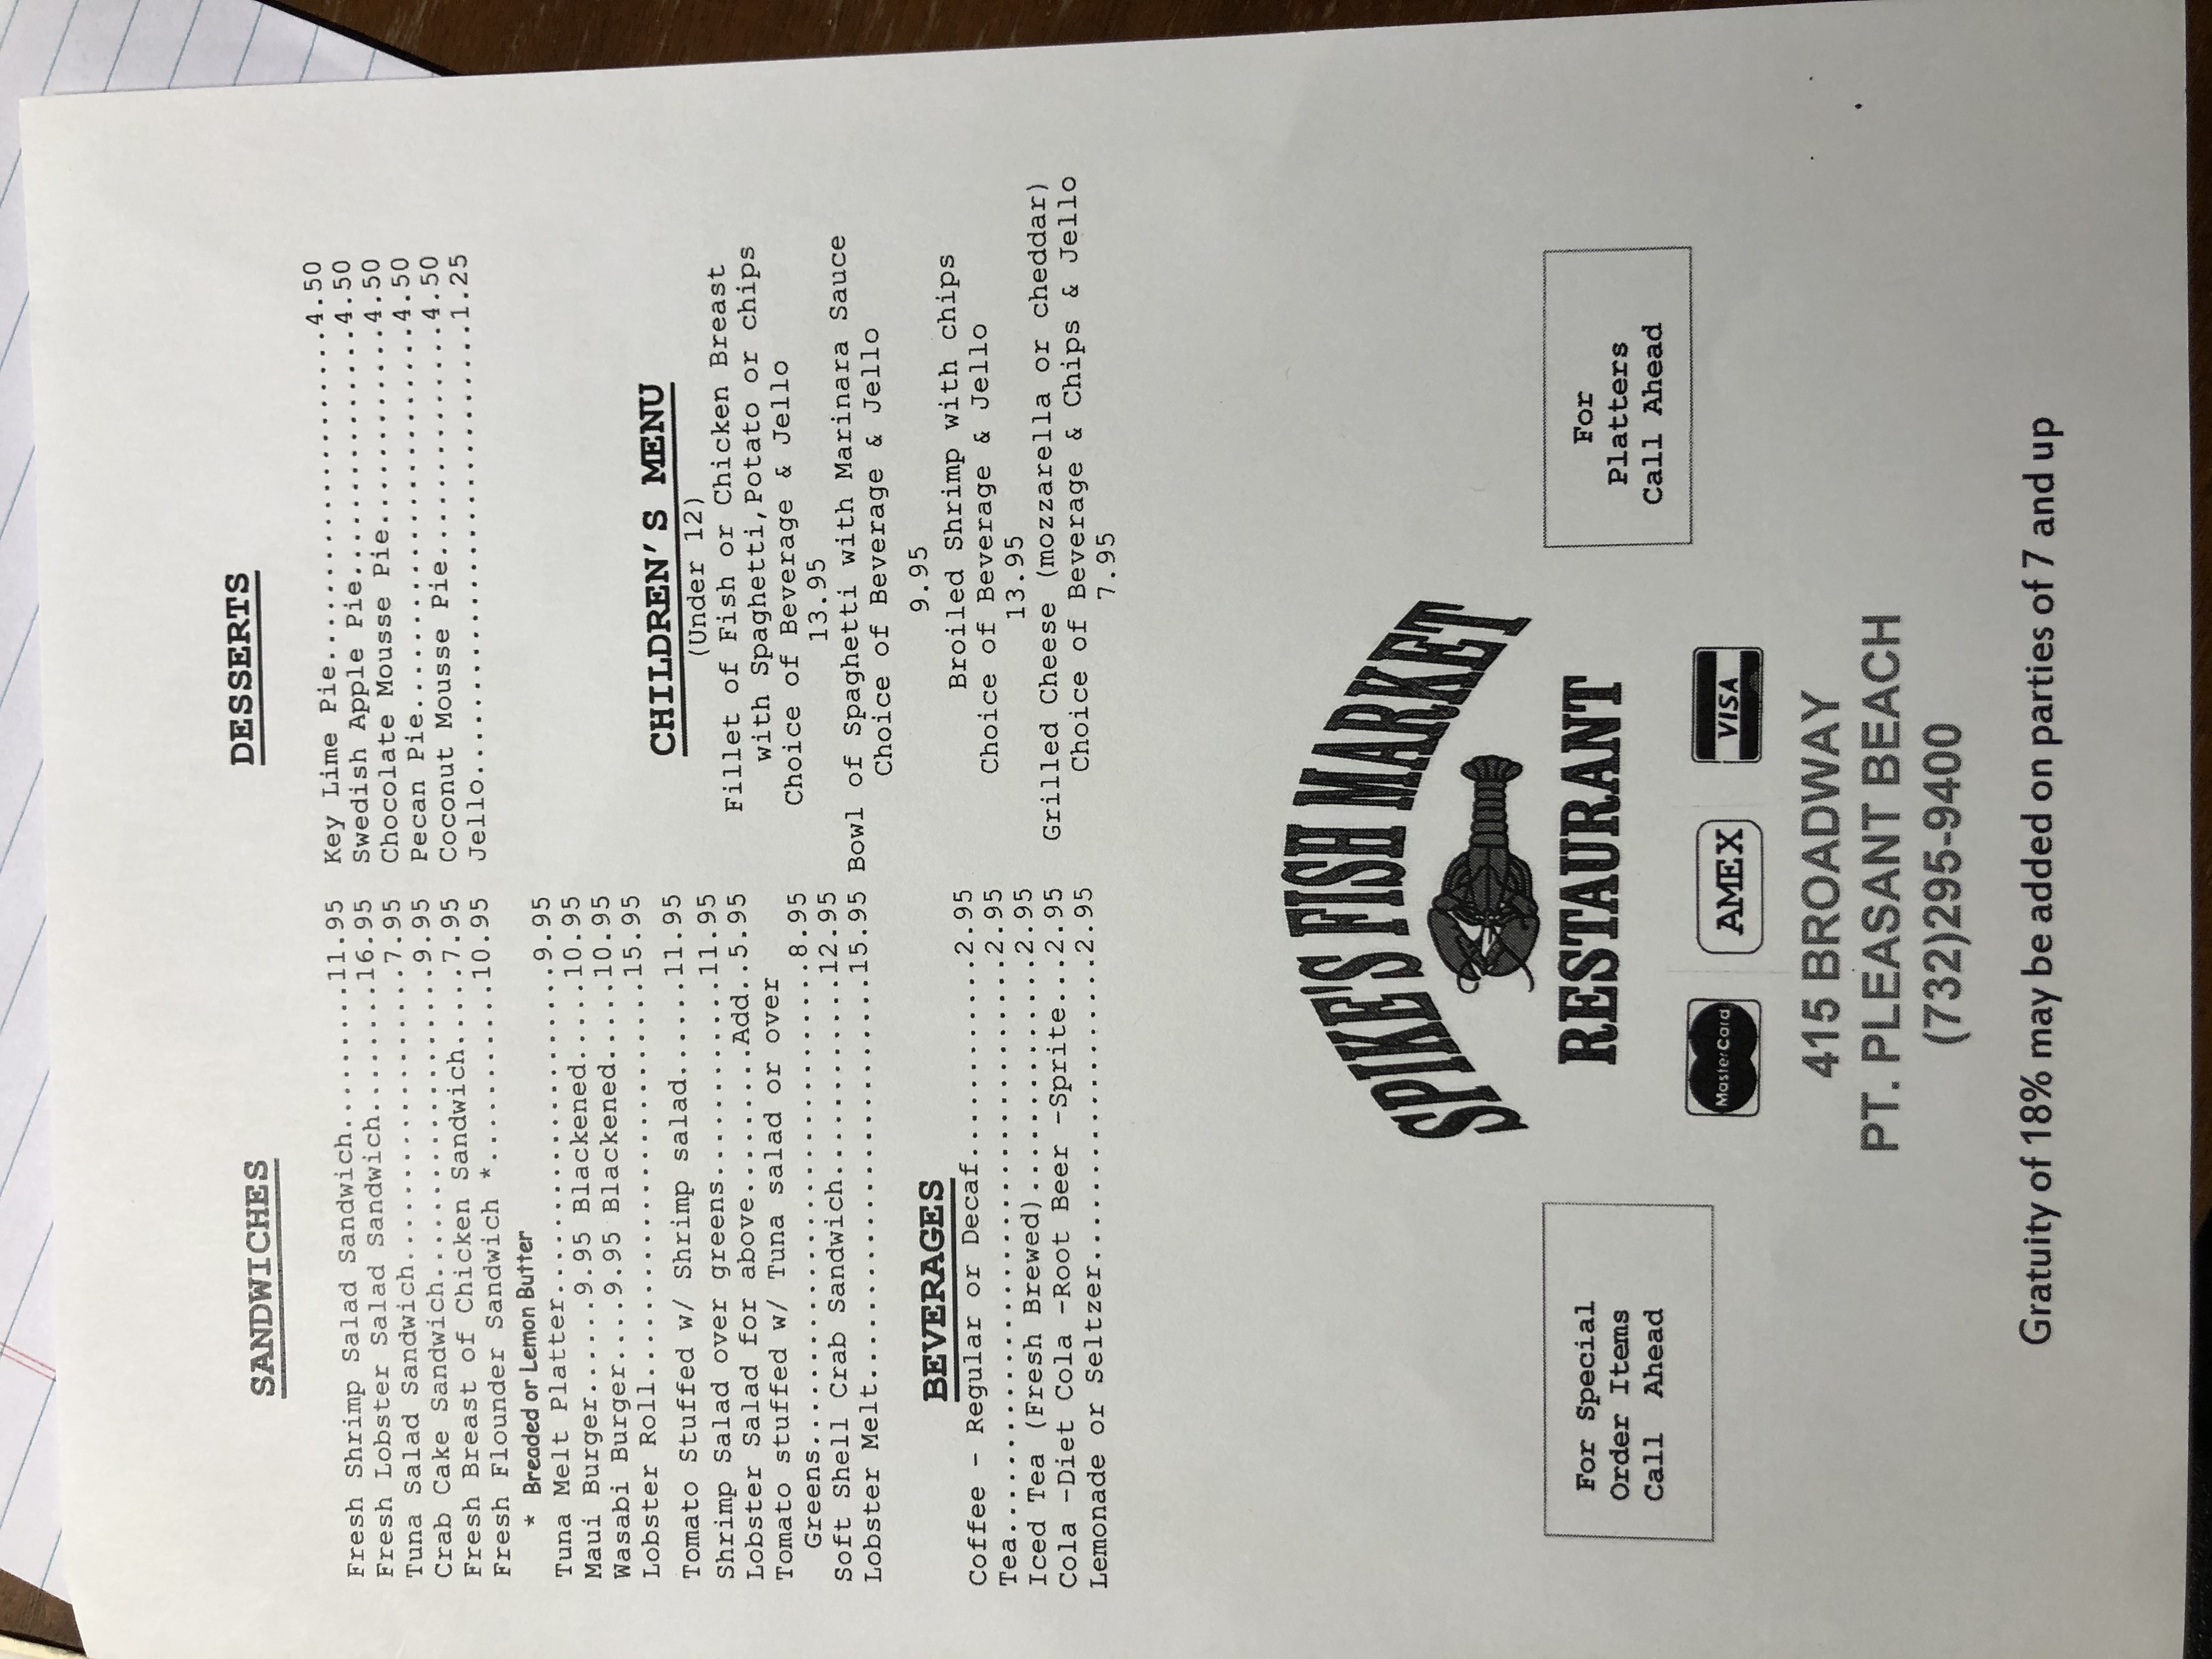 SANDWICHES
Fresh Shrimp Salad Sandwich..........11.95
Fresh Lobster Salad Sandwich.......16.95
Tuna Salad Sandwich.................7.95
Crab Cake Sandwich..................9.95
Fresh Breast of Chicken Sandwich....7.95
Fresh Flounder Sandwich *..........10.95
* Breaded or Lemon Butter
Tuna Melt Platter...................9.95
Maui Burger......9.95 Blackened....10.95
Wasabi Burger....9.95 Blackened....10.95
Lobster Roll.......................15.95
Tomato Stuffed w/ Shrimp salad.....11.95
Shrimp Salad over greens...........11.95
Lobster Salad for above.......Add..5.95
Tomato stuffed w/ Tuna salad or over
Greens............................8.95
Soft Shell Crab Sandwich...........12.95
Lobster Melt.......................15.95
BEVERAGES
Coffee - Regular or Decaf...........2.95
Tea.................................2.95
Iced Tea (Fresh Brewed).............2.95
Cola -Diet Cola -Root Beer -Sprite..2.95
Lemonade or Seltzer.................2.95
DESSERTS
Key Lime Pie....................4.50
Swedish Apple Pie...............4.50
Chocolate Mousse Pie............4.50
Pecan Pie.......................4.50
Coconut Mousse Pie..............4.50
Jello...........................1.25
CHILDREN'S MENU
(Under 12)
Fillet of Fish or Chicken Breast
with Spaghetti,Potato or chips
Choice of Beverage & Jello
13.95
Bowl of Spaghetti with Marinara Sauce
Choice of Beverage & Jello
9.95
Broiled Shrimp with chips
Choice of Beverage & Jello
13.95
Grilled Cheese (mozzarella or cheddar)
Choice of Beverage & Chips & Jello
7.95
For Special
Order Items
Call Ahead
SPIKE'S FISH MARKET
RESTAURANT
MasterCard
AMEX
VISA
For
Platters
Call Ahead
415 BROADWAY
PT. PLEASANT BEACH
(732)295-9400
Gratuity of 18% may be added on parties of 7 and up